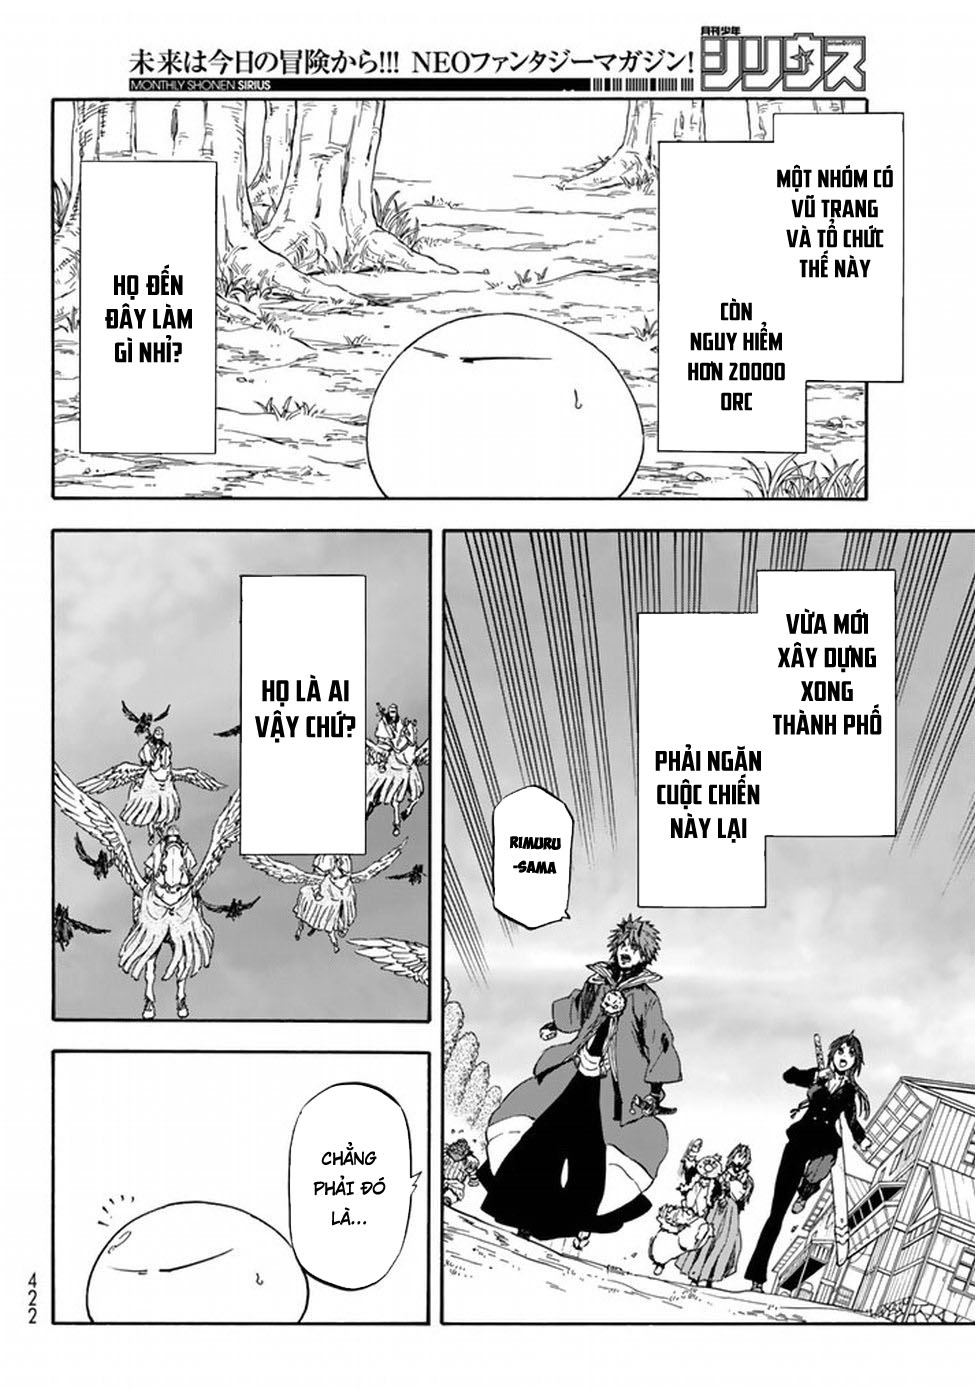 未来は今日の冒険から!!! NEOファンタジーマガジン!
月刊少年
シリウス
MONTHLY SHONEN SIRIUS
MỘT NHÓM CÓ
VŨ TRANG
VÀ TỔ CHỨC
THẾ NÀY
CÒN
NGUY HIỂM
HƠN 20000
ORC
HỌ ĐẾN
ĐÂY LÀM
GÌ NHỈ?
VỪA MỚI
XÂY DỰNG
XONG
THÀNH PHỐ
PHẢI NGĂN
CUỘC CHIẾN
NÀY LẠI
RIMURU
-SAMA
HỌ LÀ AI
VẬY CHỨ?
CHẲNG
PHẢI ĐÓ
LÀ...
422